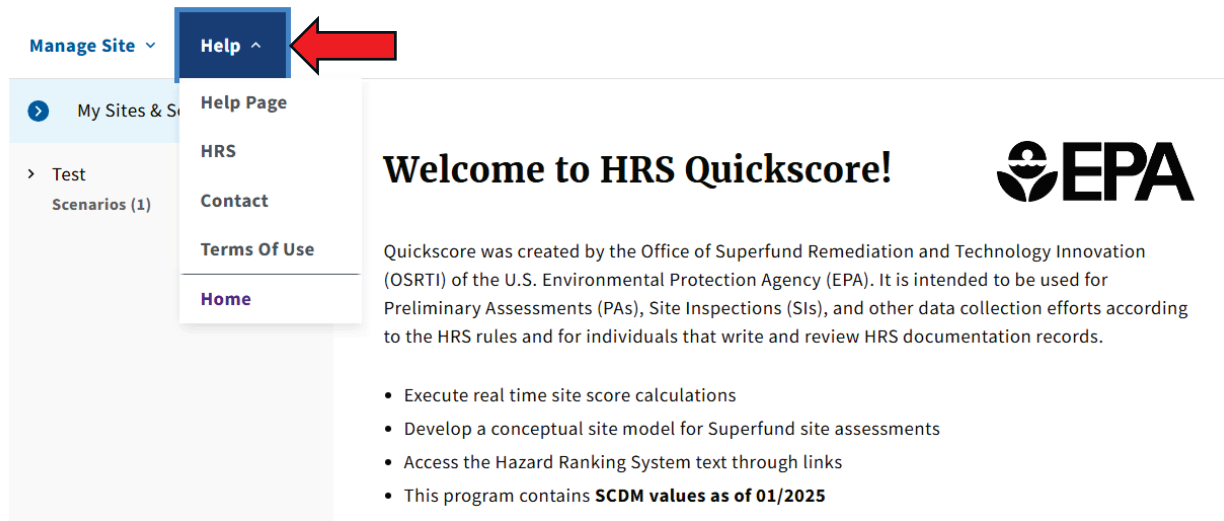 Manage Site
Help
My Sites & S
Help Page
HRS
Contact
Terms Of Use
Home
Test
Scenarios (1)
Welcome to HRS Quickscore!
EPA
Quickscore was created by the Office of Superfund Remediation and Technology Innovation
(OSRTI) of the U.S. Environmental Protection Agency (EPA). It is intended to be used for
Preliminary Assessments (PAs), Site Inspections (SIs), and other data collection efforts according
to the HRS rules and for individuals that write and review HRS documentation records.
• Execute real time site score calculations
• Develop a conceptual site model for Superfund site assessments
• Access the Hazard Ranking System text through links
• This program contains SCDM values as of 01/2025